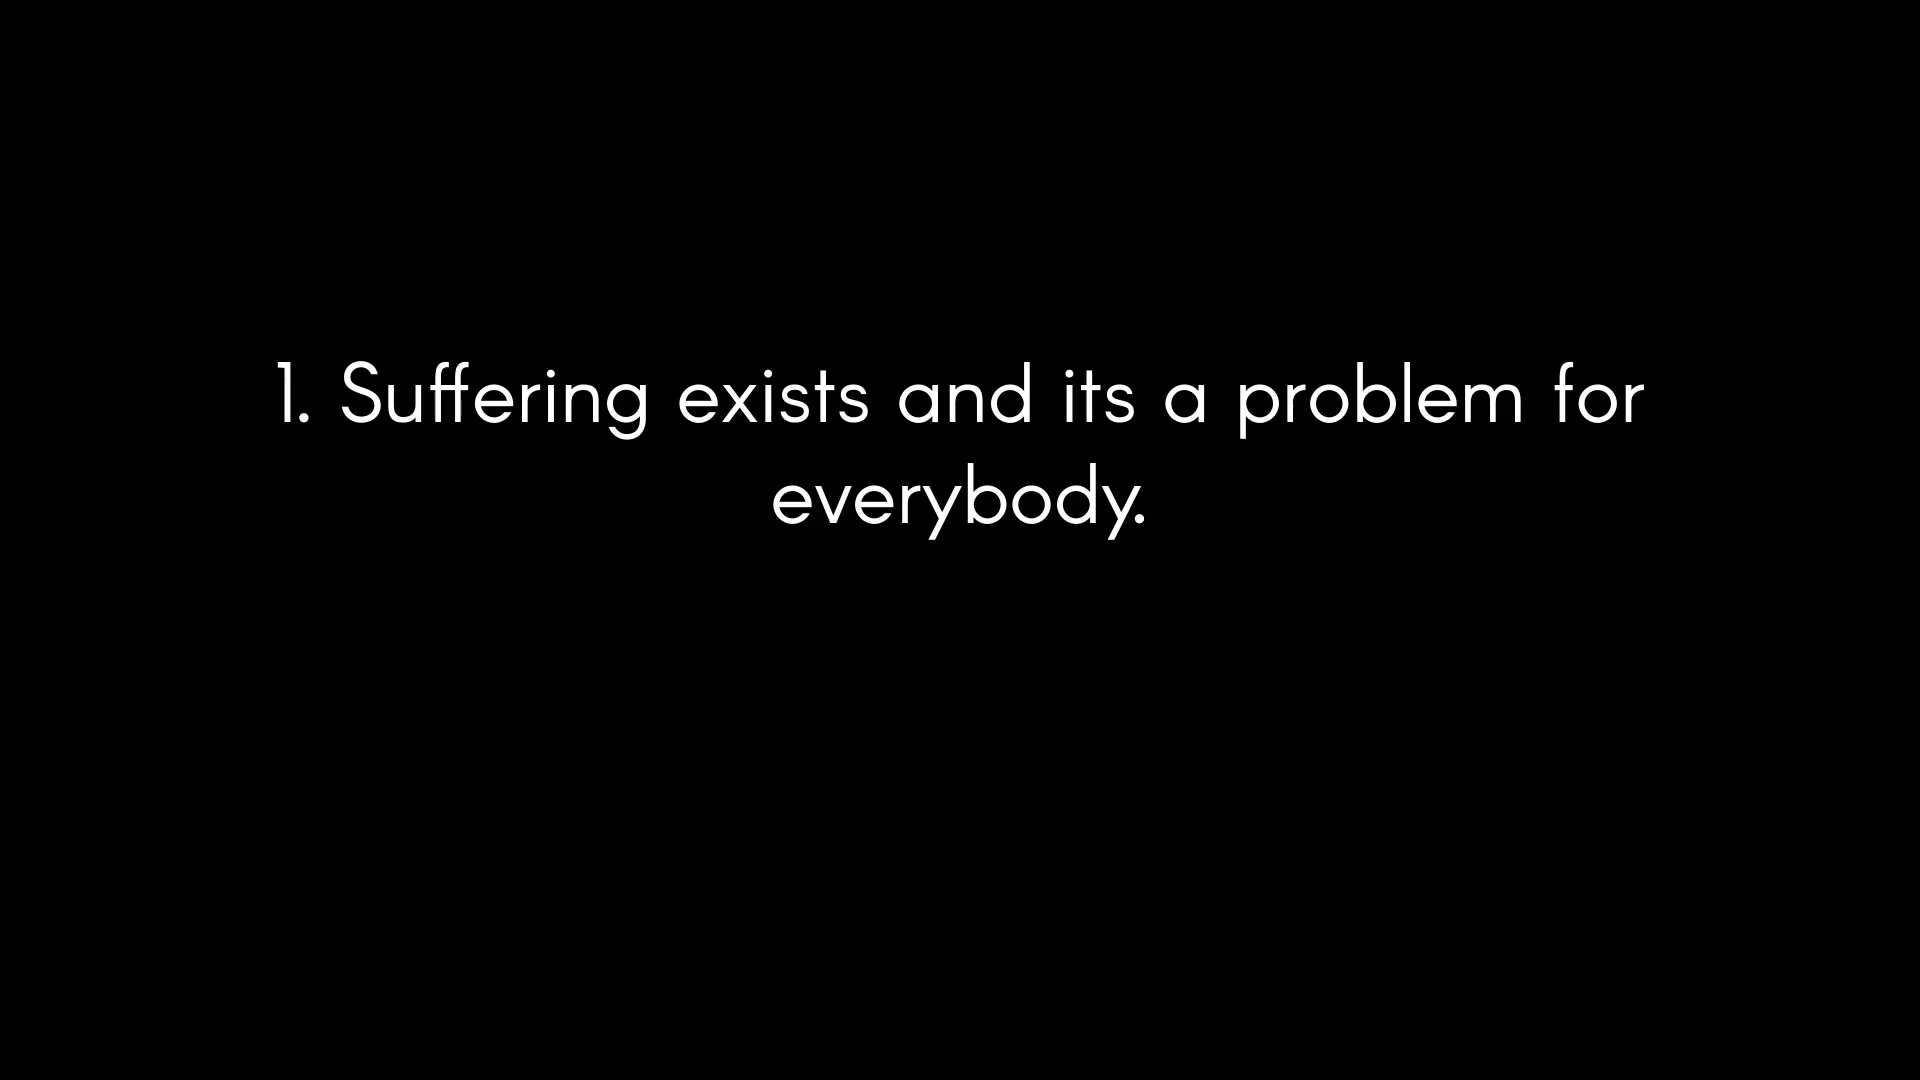 1. Suffering exists and its a problem for
everybody.